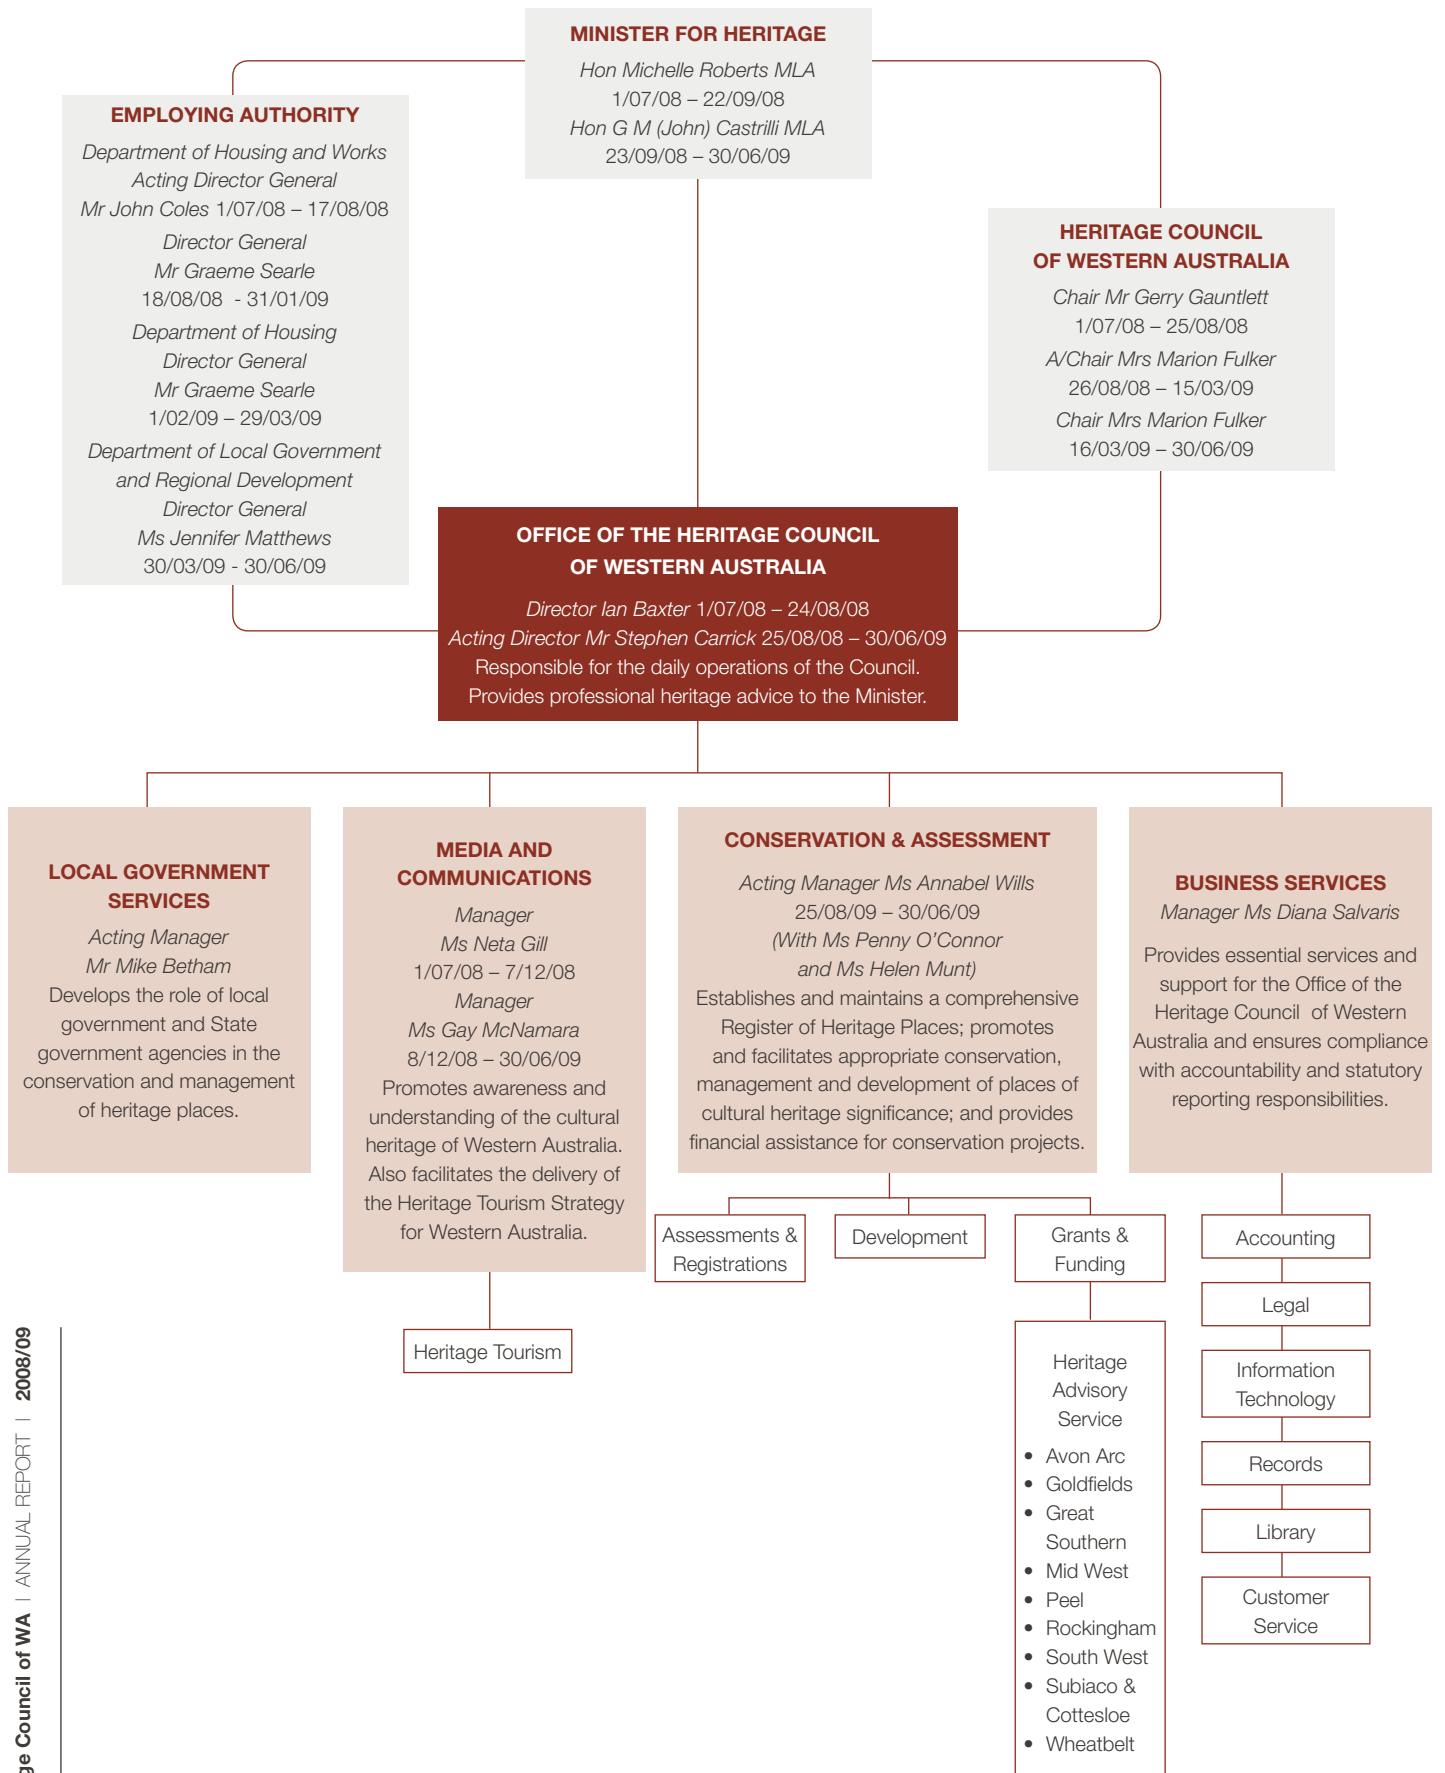 MINISTER FOR HERITAGE
Hon Michelle Roberts MLA
1/07/08 – 22/09/08
Hon G M (John) Castrilli MLA
23/09/08 – 30/06/09
EMPLOYING AUTHORITY
Department of Housing and Works
Acting Director General
Mr John Coles 1/07/08 – 17/08/08
Director General
Mr Graeme Searle
18/08/08  - 31/01/09
Department of Housing
Director General
Mr Graeme Searle
1/02/09 – 29/03/09
Department of Local Government
and Regional Development
Director General
Ms Jennifer Matthews
30/03/09 - 30/06/09
HERITAGE COUNCIL
OF WESTERN AUSTRALIA
Chair Mr Gerry Gauntlett
1/07/08 – 25/08/08
A/Chair Mrs Marion Fulker
26/08/08 – 15/03/09
Chair Mrs Marion Fulker
16/03/09 – 30/06/09
OFFICE OF THE HERITAGE COUNCIL
OF WESTERN AUSTRALIA
Director Ian Baxter 1/07/08 – 24/08/08
Acting Director Mr Stephen Carrick 25/08/08 – 30/06/09
Responsible for the daily operations of the Council.
Provides professional heritage advice to the Minister.
LOCAL GOVERNMENT
SERVICES
Acting Manager
Mr Mike Betham
Develops the role of local
government and State
government agencies in the
conservation and management
of heritage places.
MEDIA AND
COMMUNICATIONS
Manager
Ms Neta Gill
1/07/08 – 7/12/08
Manager
Ms Gay McNamara
8/12/08 – 30/06/09
Promotes awareness and
understanding of the cultural
heritage of Western Australia.
Also facilitates the delivery of
the Heritage Tourism Strategy
for Western Australia.
Heritage Tourism
CONSERVATION & ASSESSMENT
Acting Manager Ms Annabel Wills
25/08/09 – 30/06/09
(With Ms Penny O’Connor
and Ms Helen Munt)
Establishes and maintains a comprehensive
Register of Heritage Places; promotes
and facilitates appropriate conservation,
management and development of places of
cultural heritage significance; and provides
financial assistance for conservation projects.
Assessments &
Registrations
Development
Grants &
Funding
Heritage
Advisory
Service
• Avon Arc
• Goldfields
• Great
Southern
• Mid West
• Peel
• Rockingham
• South West
• Subiaco &
Cottesloe
• Wheatbelt
BUSINESS SERVICES
Manager Ms Diana Salvaris
Provides essential services and
support for the Office of the
Heritage Council  of Western
Australia and ensures compliance
with accountability and statutory
reporting responsibilities.
Accounting
Legal
Information
Technology
Records
Library
Customer
Service
Council of WA | ANNUAL REPORT | 2008/09